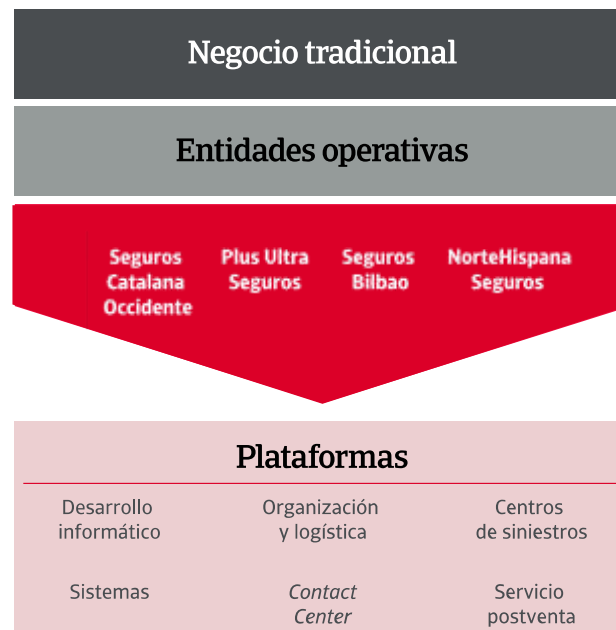 Negocio tradicional
Entidades operativas
Seguros Plus Ultra Seguros NorteHispana
Catalana Seguros Bilbao Seguros
Occidente
Plataformas
Desarrollo Organización Centros
informático y logística de siniestros
Sistemas Contact Servicio
Center postventa